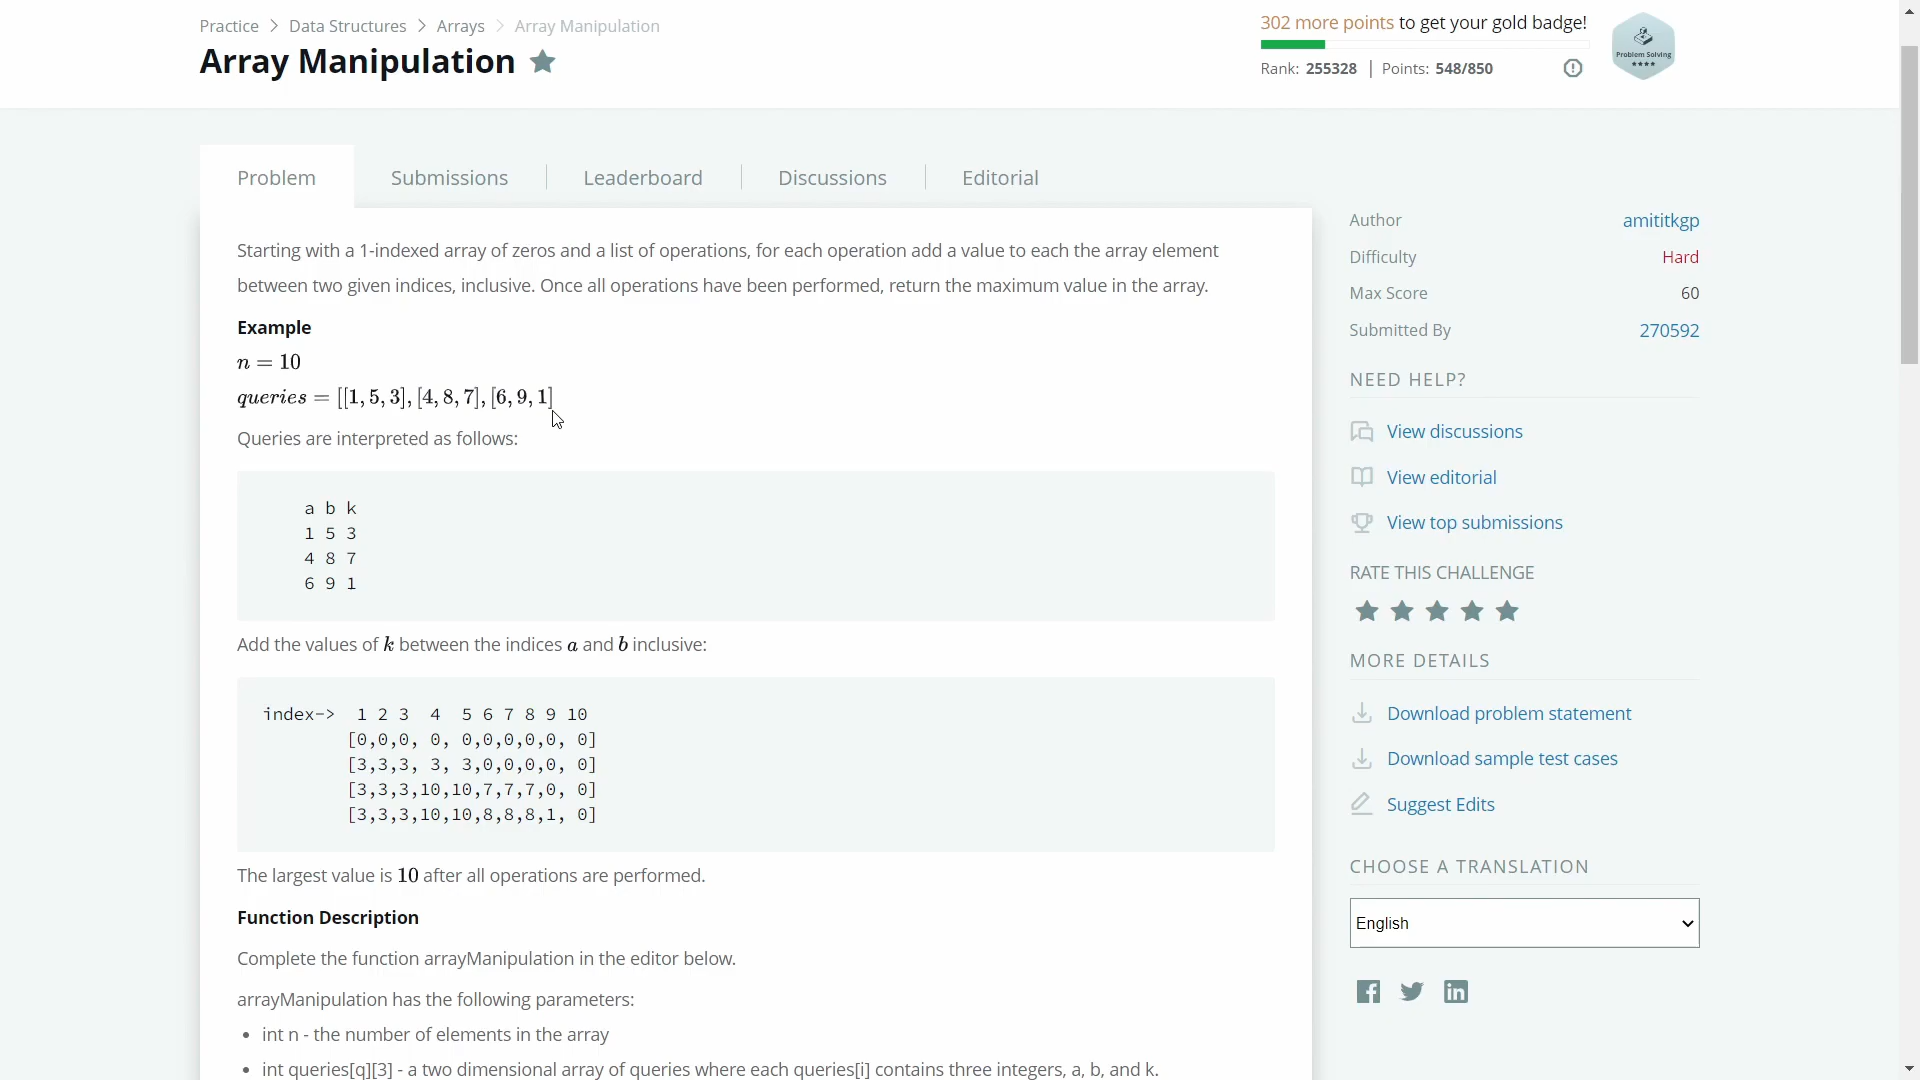 Practice > Data Structures > Arrays > Array Manipulation
Array Manipulation
302 more points to get your gold badge!
Rank: 255328 | Points: 548/850
Problem Solving
Problem
Submissions
Leaderboard
Discussions
Editorial
Starting with a 1-indexed array of zeros and a list of operations, for each operation add a value to each the array element
between two given indices, inclusive. Once all operations have been performed, return the maximum value in the array.
Example
n = 10
queries = [[1, 5, 3], [4, 8, 7], [6, 9, 1]
Queries are interpreted as follows:
a b k
1 5 3
4 8 7
6 9 1
Add the values of k between the indices a and b inclusive:
index-> 1 2 3 4 5 6 7 8 9 10
[0,0,0, 0, 0,0,0,0,0, 0]
[3,3,3, 3, 3,0,0,0,0, 0]
[3,3,3,10,10,7,7,7,0, 0]
[3,3,3,10,10,8,8,8,1, 0]
The largest value is 10 after all operations are performed.
Function Description
Complete the function arrayManipulation in the editor below.
arrayManipulation has the following parameters:
• int n - the number of elements in the array
• int queries[q][3] - a two dimensional array of queries where each queries[i] contains three integers, a, b, and k.
Author amititkgp
Difficulty Hard
Max Score 60
Submitted By 270592
NEED HELP?
View discussions
View editorial
View top submissions
RATE THIS CHALLENGE
MORE DETAILS
Download problem statement
Download sample test cases
Suggest Edits
CHOOSE A TRANSLATION
English